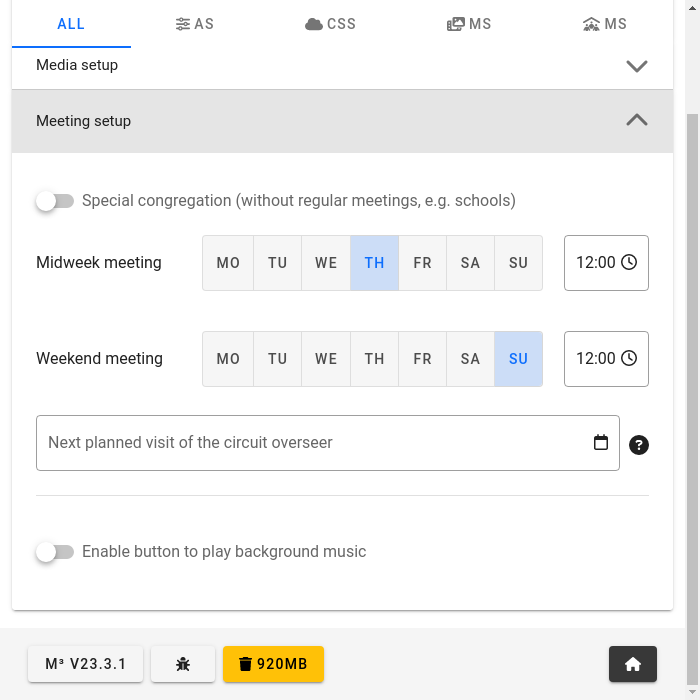 ALL AS CSS MS MS
Media setup
Meeting setup
Special congregation (without regular meetings, e.g. schools)
Midweek meeting MO TU WE TH FR SA SU 12:00
Weekend meeting MO TU WE TH FR SA SU 12:00
Next planned visit of the circuit overseer ?
Enable button to play background music
M³ V23.3.1 920MB